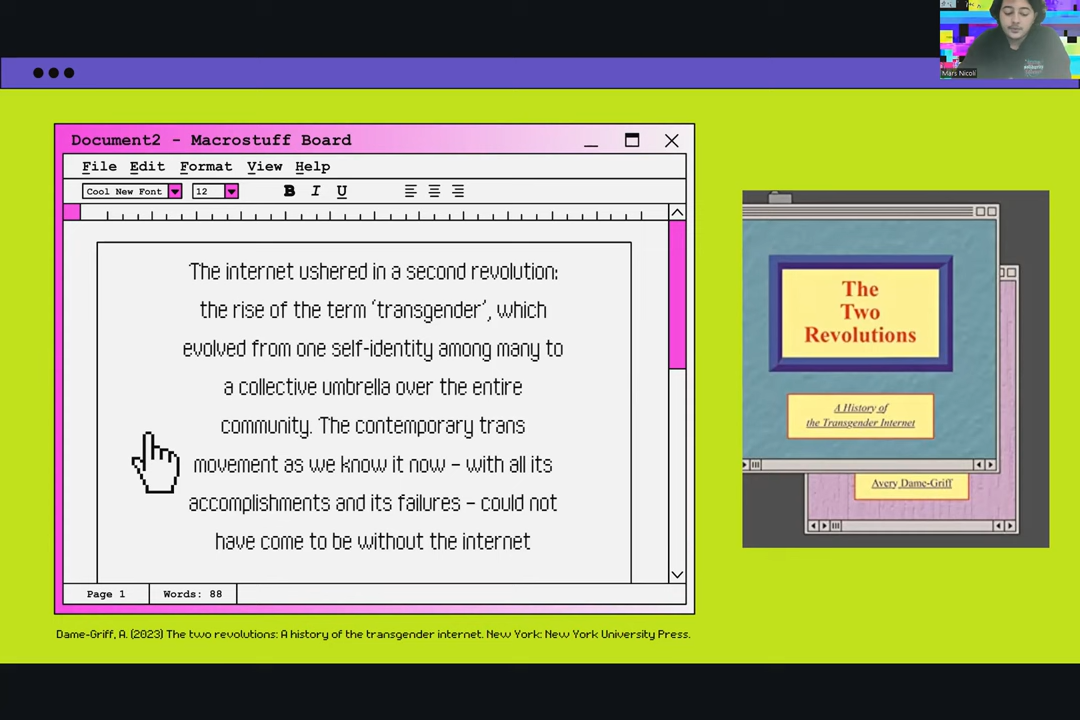 Mars Nicoli
Document2 - Macrostuff Board
File Edit Format View Help
Cool New Font 12 B I U
The internet ushered in a second revolution:
the rise of the term ‘transgender’, which
evolved from one self-identity among many to
a collective umbrella over the entire
community. The contemporary trans
movement as we know it now – with all its
accomplishments and its failures – could not
have come to be without the internet
Page 1 Words: 88
The
Two
Revolutions
A History of
the Transgender Internet
Avery Dame-Griff
Dame-Griff, A. (2023) The two revolutions: A history of the transgender internet. New York: New York University Press.